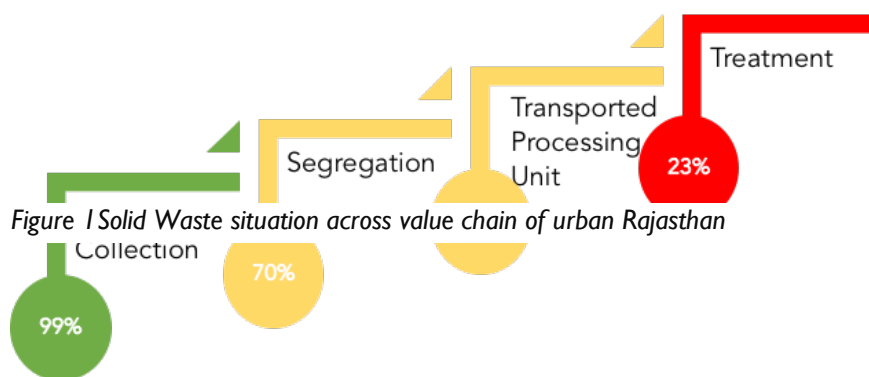 Treatment
Transported
Processing
Unit
23%
Segregation
Figure 1 Solid Waste situation across value chain of urban Rajasthan
Collection
70%
99%